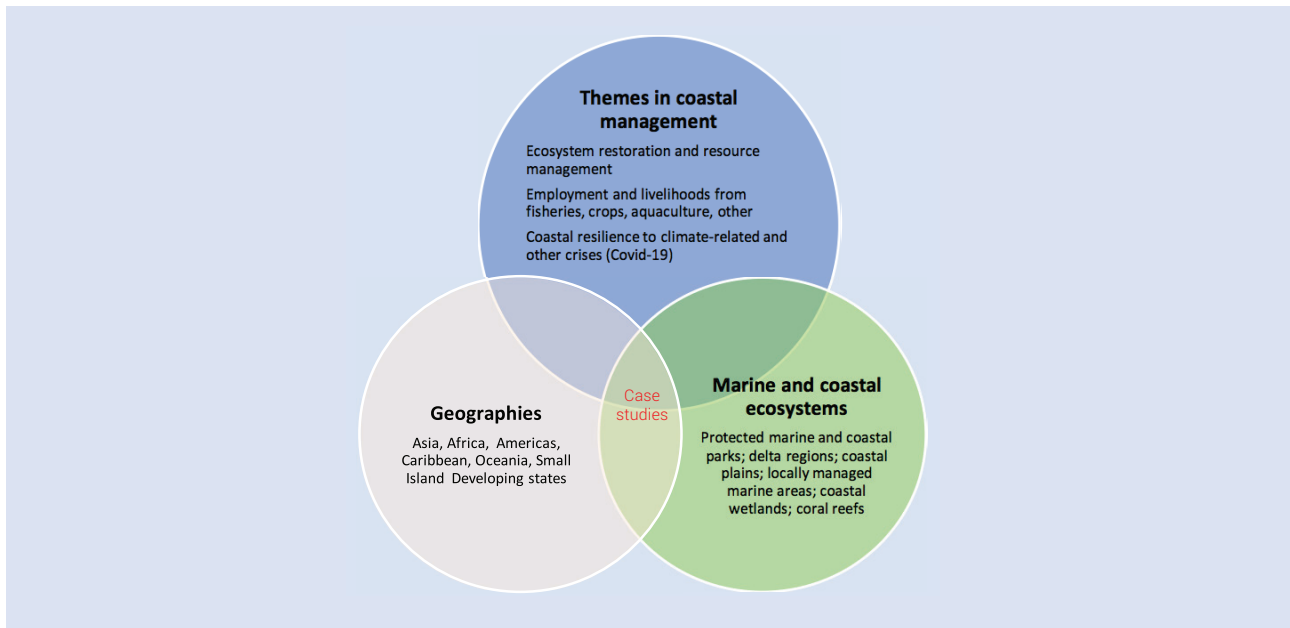 Themes in coastal
management
Ecosystem restoration and resource
management
Employment and livelihoods from
fisheries, crops, aquaculture, other
Coastal resilience to climate-related and
other crises (Covid-19)
Case
studies
Geographies
Asia, Africa, Americas,
Caribbean, Oceania, Small
Island Developing states
Marine and coastal
ecosystems
Protected marine and coastal
parks; delta regions; coastal
plains; locally managed
marine areas; coastal
wetlands; coral reefs